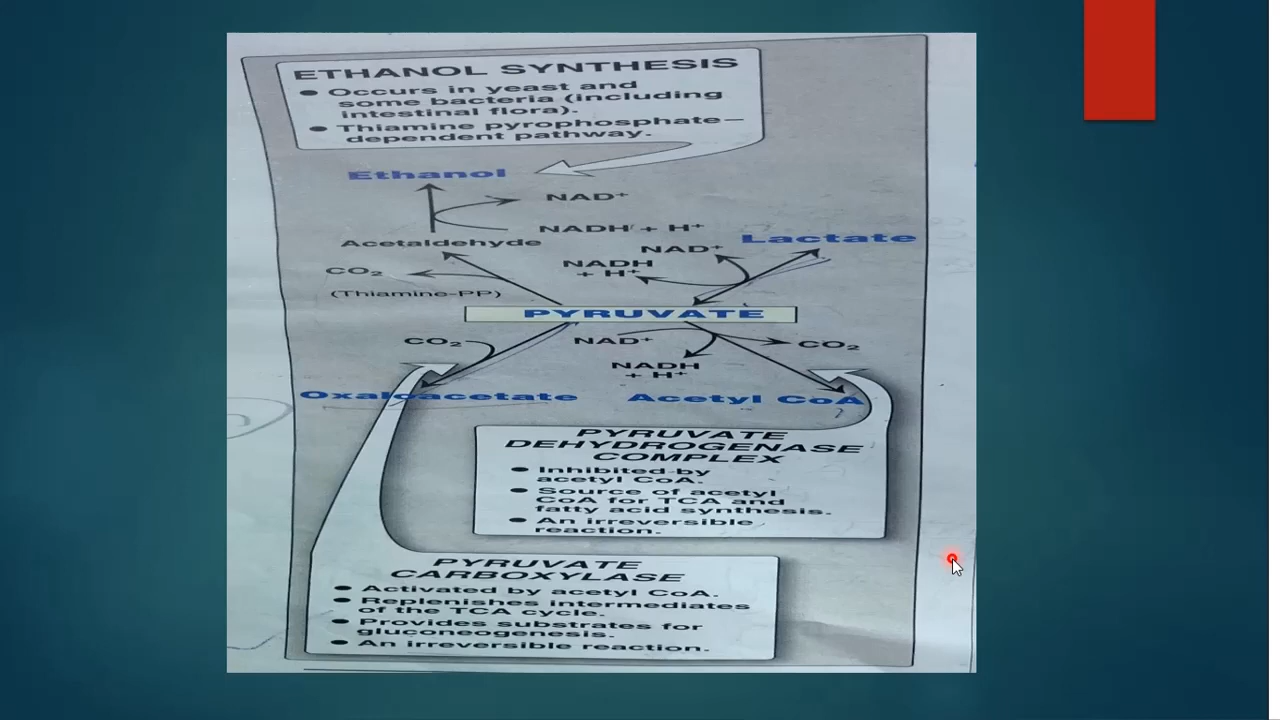 ETHANOL SYNTHESIS
● Occurs in yeast and
some bacteria (including
intestinal flora).
● Thiamine pyrophosphate–
dependent pathway.
Ethanol
NAD⁺
NADH + H⁺
Acetaldehyde
CO₂
(Thiamine-PP)
Lactate
NAD⁺
NADH
+ H⁺
PYRUVATE
CO₂
NAD⁺
NADH
+ H⁺
CO₂
Oxaloacetate
Acetyl CoA
PYRUVATE
DEHYDROGENASE
COMPLEX
● Inhibited by
acetyl CoA.
● Source of acetyl
CoA for TCA and
fatty acid synthesis.
● An irreversible
reaction.
PYRUVATE
CARBOXYLASE
● Activated by acetyl CoA.
● Replenishes intermediates
of the TCA cycle.
● Provides substrates for
gluconeogenesis.
● An irreversible reaction.